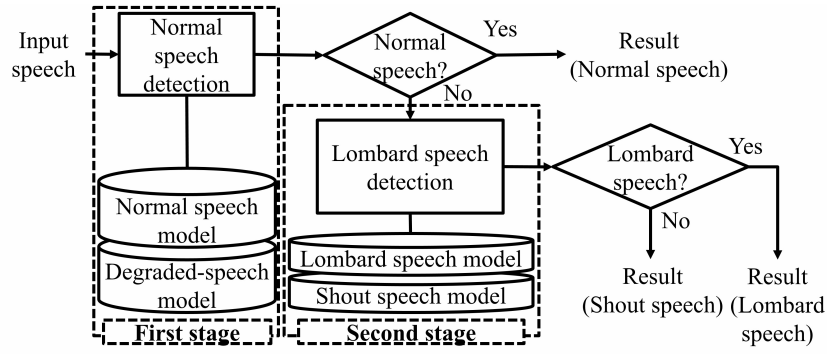 Input
speech
Normal
speech
detection
Normal
speech?
Yes
No
Result
(Normal speech)
Normal speech
model
Degraded-speech
model
First stage
Lombard speech
detection
Lombard speech model
Shout speech model
Second stage
Lombard
speech?
Yes
No
Result
(Shout speech)
Result
(Lombard
speech)